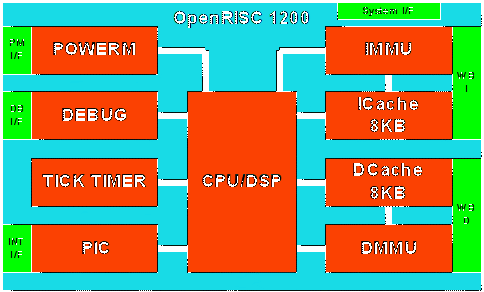 OpenRISC 1200
System I/F
PM
I/F
POWERM
IMMU
WB
I
DB
I/F
DEBUG
ICache
8KB
TICK TIMER
CPU/DSP
DCache
8KB
WB
D
INT
I/F
PIC
DMMU